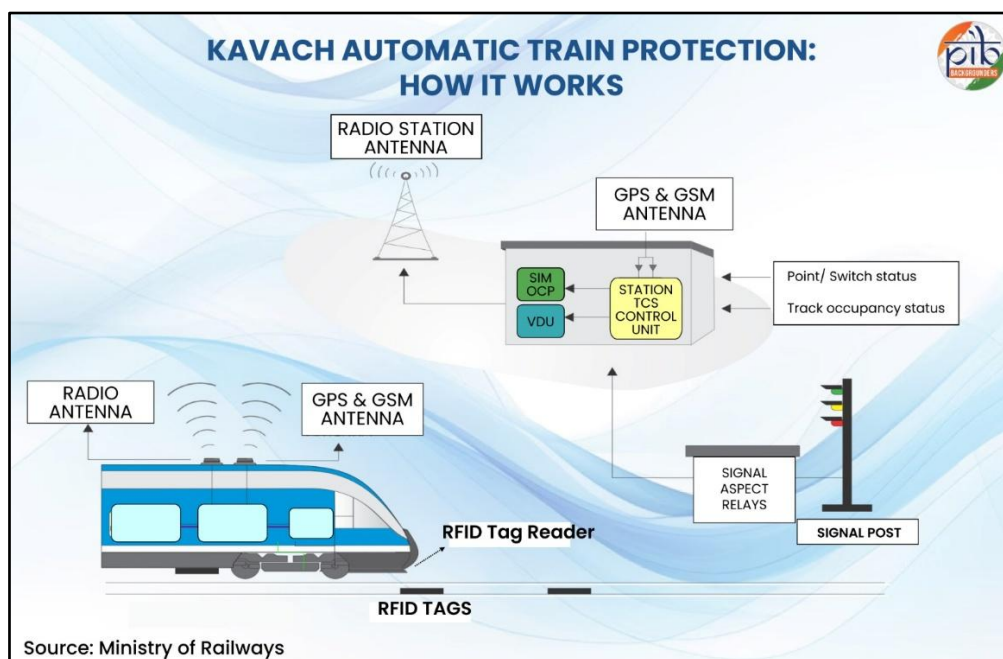 KAVACH AUTOMATIC TRAIN PROTECTION:
HOW IT WORKS
pib
BACKGROUNDERS
RADIO STATION
ANTENNA
GPS & GSM
ANTENNA
SIM
OCP
VDU
STATION
TCS
CONTROL
UNIT
Point/ Switch status
Track occupancy status
RADIO
ANTENNA
GPS & GSM
ANTENNA
SIGNAL
ASPECT
RELAYS
SIGNAL POST
RFID Tag Reader
RFID TAGS
Source: Ministry of Railways